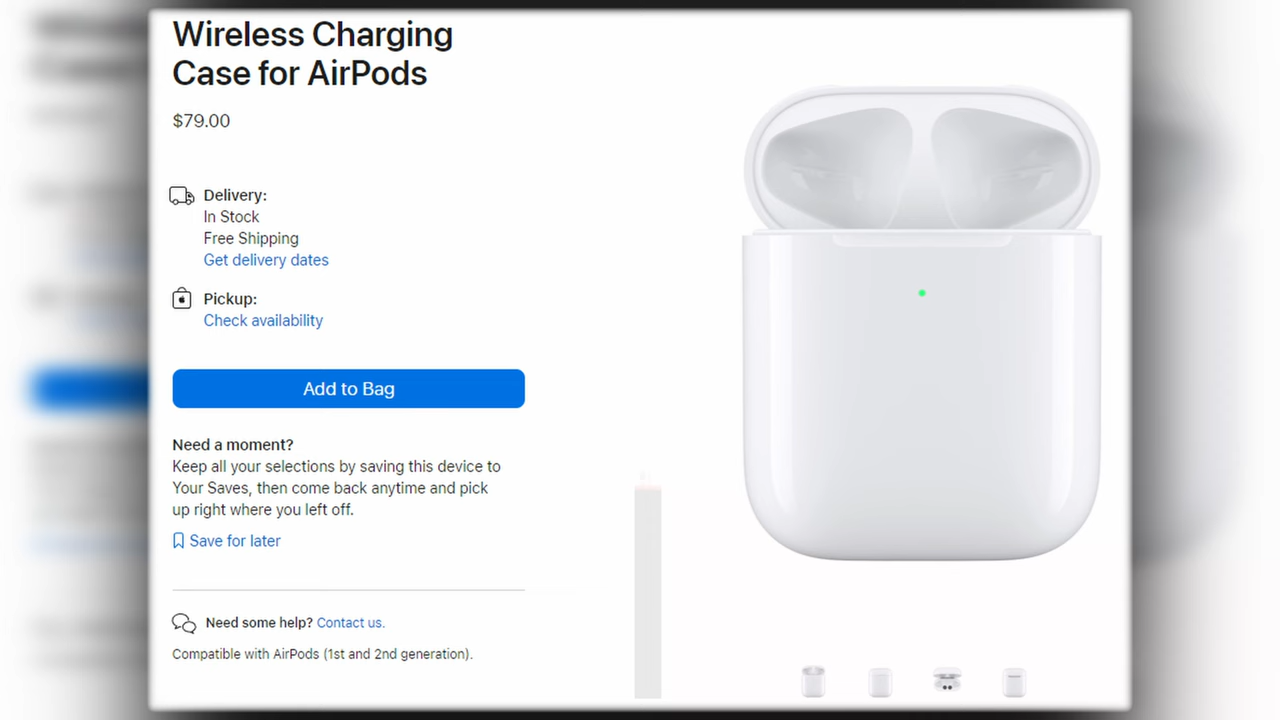 Wireless Charging
Case for AirPods
$79.00
Delivery:
In Stock
Free Shipping
Get delivery dates
Pickup:
Check availability
Add to Bag
Need a moment?
Keep all your selections by saving this device to
Your Saves, then come back anytime and pick
up right where you left off.
Save for later
Need some help? Contact us.
Compatible with AirPods (1st and 2nd generation).